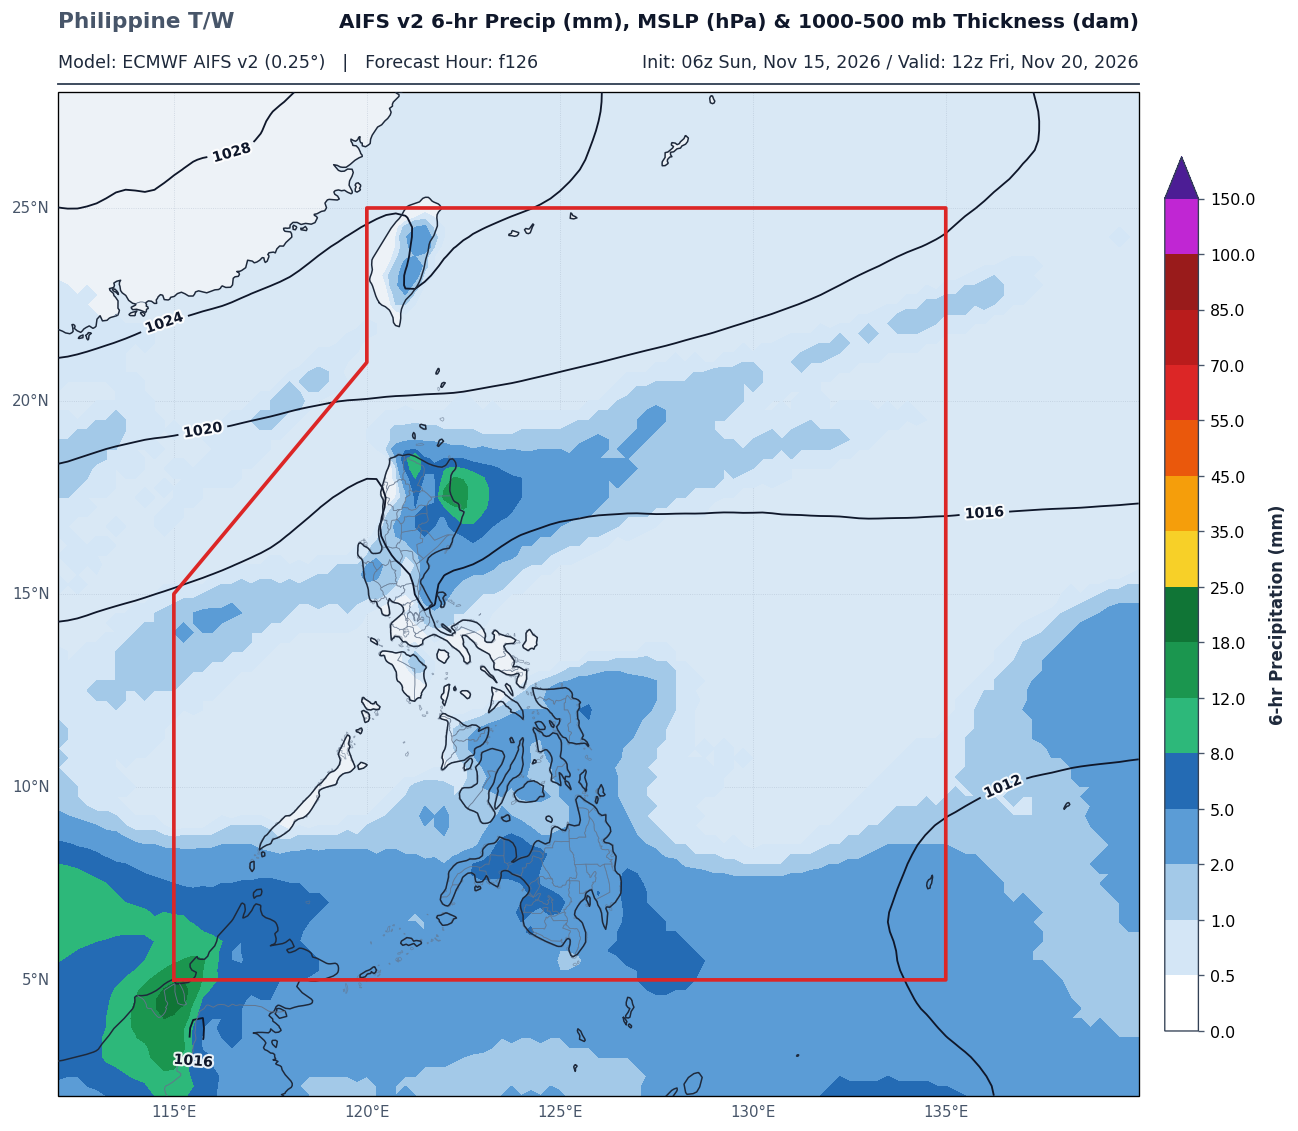 Philippine T/W
AIFS v2 6-hr Precip (mm), MSLP (hPa) & 1000-500 mb Thickness (dam)
Model: ECMWF AIFS v2 (0.25°) | Forecast Hour: f126
Init: 06z Sun, Nov 15, 2026 / Valid: 12z Fri, Nov 20, 2026
1028
1024
1020
1016
1012
1016
25°N
20°N
15°N
10°N
5°N
115°E
120°E
125°E
130°E
135°E
150.0
100.0
85.0
70.0
55.0
45.0
35.0
25.0
18.0
12.0
8.0
5.0
2.0
1.0
0.5
0.0
6-hr Precipitation (mm)